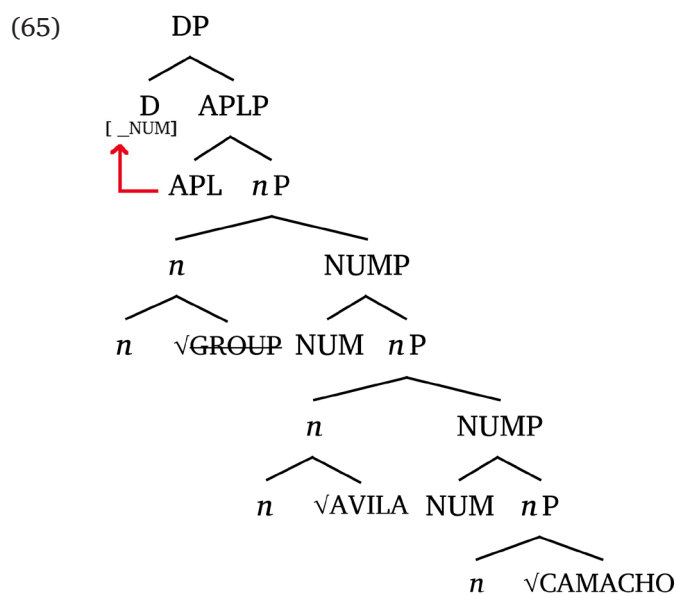 (65) DP
D APLP
[ _NUM]
APL nP
n NUMP
n √GROUP NUM nP
n NUMP
n √AVILA NUM nP
n √CAMACHO